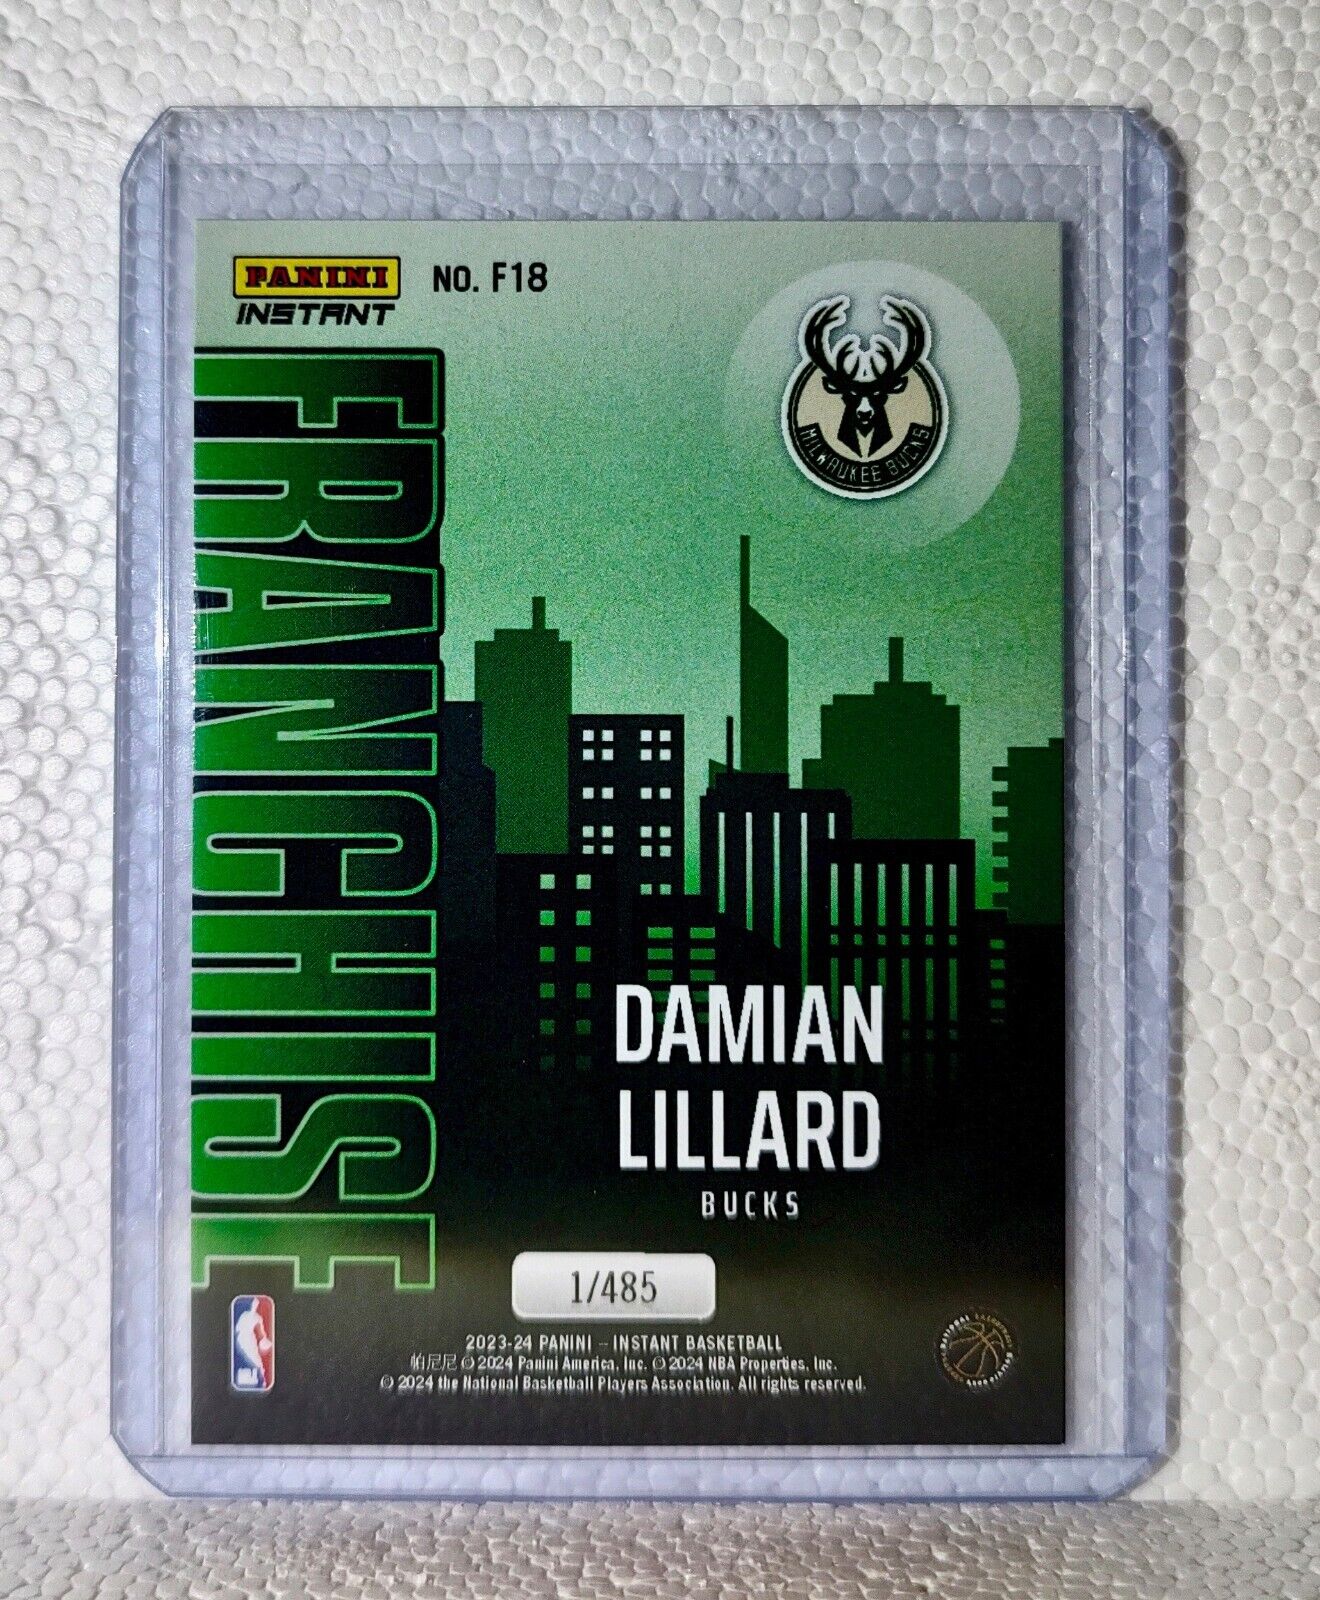 PANINI NO. F18
INSTANT
FRANCHISE
MILWAUKEE BUCKS
DAMIAN
LILLARD
BUCKS
1/485
2023-24 PANINI – INSTANT BASKETBALL
帕尼尼 © 2024 Panini America, Inc. © 2024 NBA Properties, Inc.
© 2024 the National Basketball Players Association. All rights reserved.